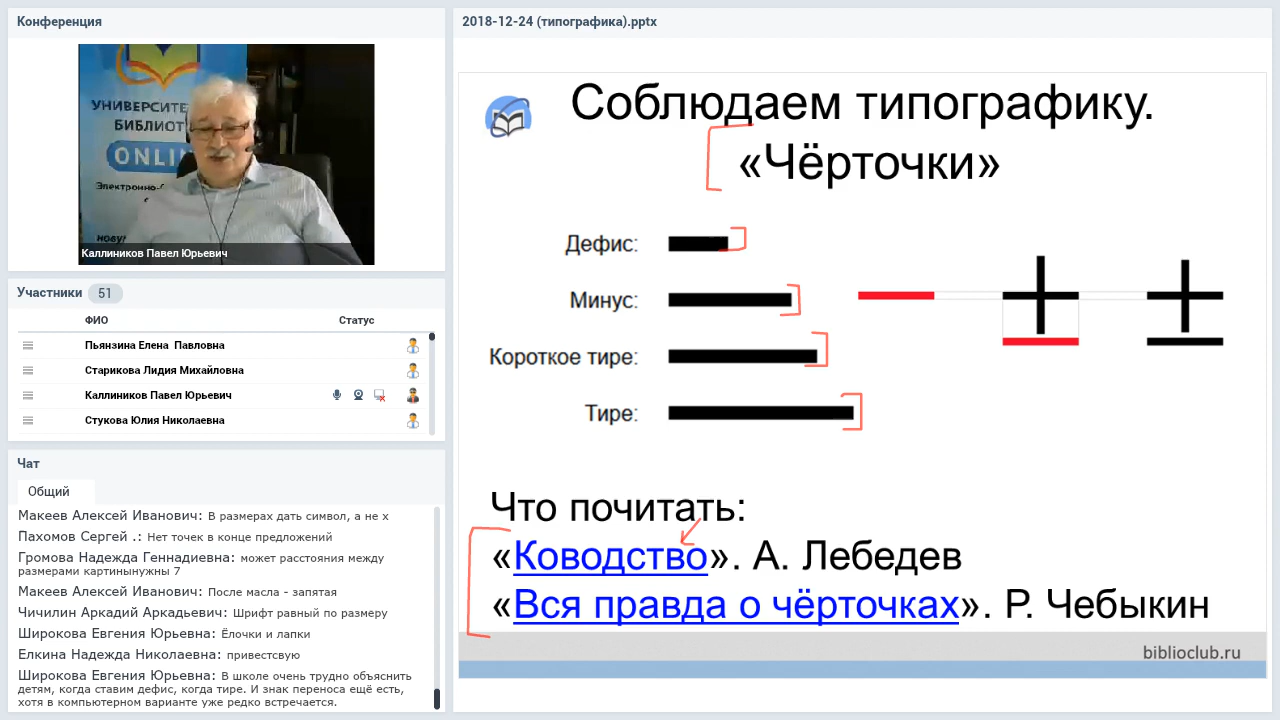 Конференция
УНИВЕРСИТЕ
БИБЛИОТ
ONLIN
Каллиников Павел Юрьевич
Участники 51
ФИО Статус
Пьянзина Елена Павловна
Старикова Лидия Михайловна
Каллиников Павел Юрьевич
Стукова Юлия Николаевна
Чат
Общий
Макеев Алексей Иванович: В размерах дать символ, а не х
Пахомов Сергей .: Нет точек в конце предложений
Громова Надежда Геннадиевна: может расстояния между
размерами картинынужны 7
Макеев Алексей Иванович: После масла - запятая
Чичилин Аркадий Аркадьевич: Шрифт равный по размеру
Широкова Евгения Юрьевна: Ёлочки и лапки
Елкина Надежда Николаевна: привестсвую
Широкова Евгения Юрьевна: В школе очень трудно объяснить
детям, когда ставим дефис, когда тире. И знак переноса ещё есть,
хотя в компьютерном варианте уже редко встречается.
2018-12-24 (типографика).pptx
Соблюдаем типографику.
«Чёрточки»
Дефис:
Минус:
Короткое тире:
Тире:
Что почитать:
«Ководство». А. Лебедев
«Вся правда о чёрточках». Р. Чебыкин
biblioclub.ru